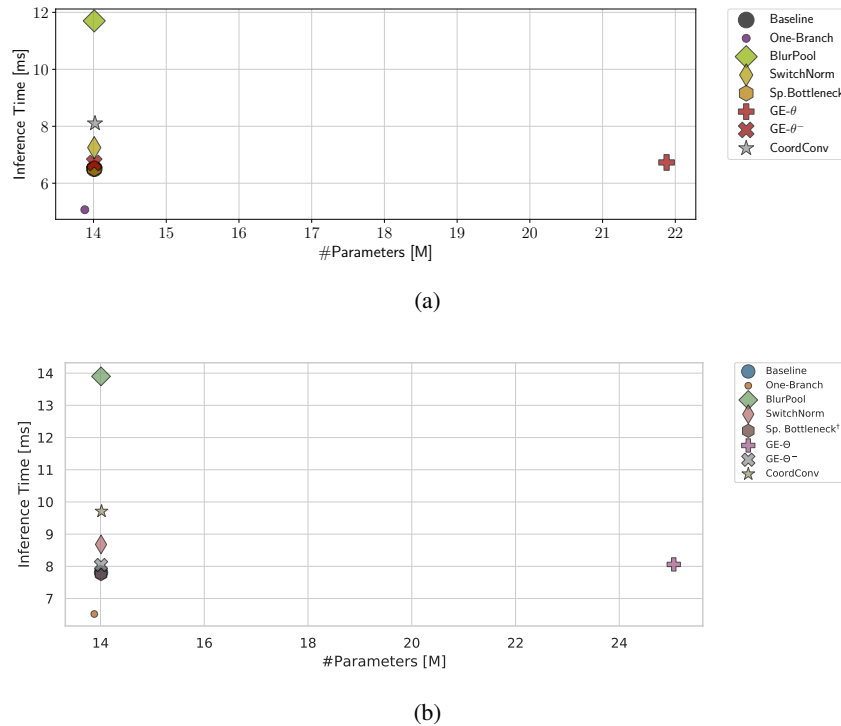 12
10
8
6
Inference Time [ms]
14
15
16
17
18
19
20
21
22
#Parameters [M]
Baseline
One-Branch
BlurPool
SwitchNorm
Sp.Bottleneck
GE-θ
GE-θ⁻
CoordConv
(a)
14
13
12
11
10
9
8
7
Inference Time [ms]
14
16
18
20
22
24
#Parameters [M]
Baseline
One-Branch
BlurPool
SwitchNorm
Sp. Bottleneck†
GE-Θ
GE-Θ⁻
CoordConv
(b)